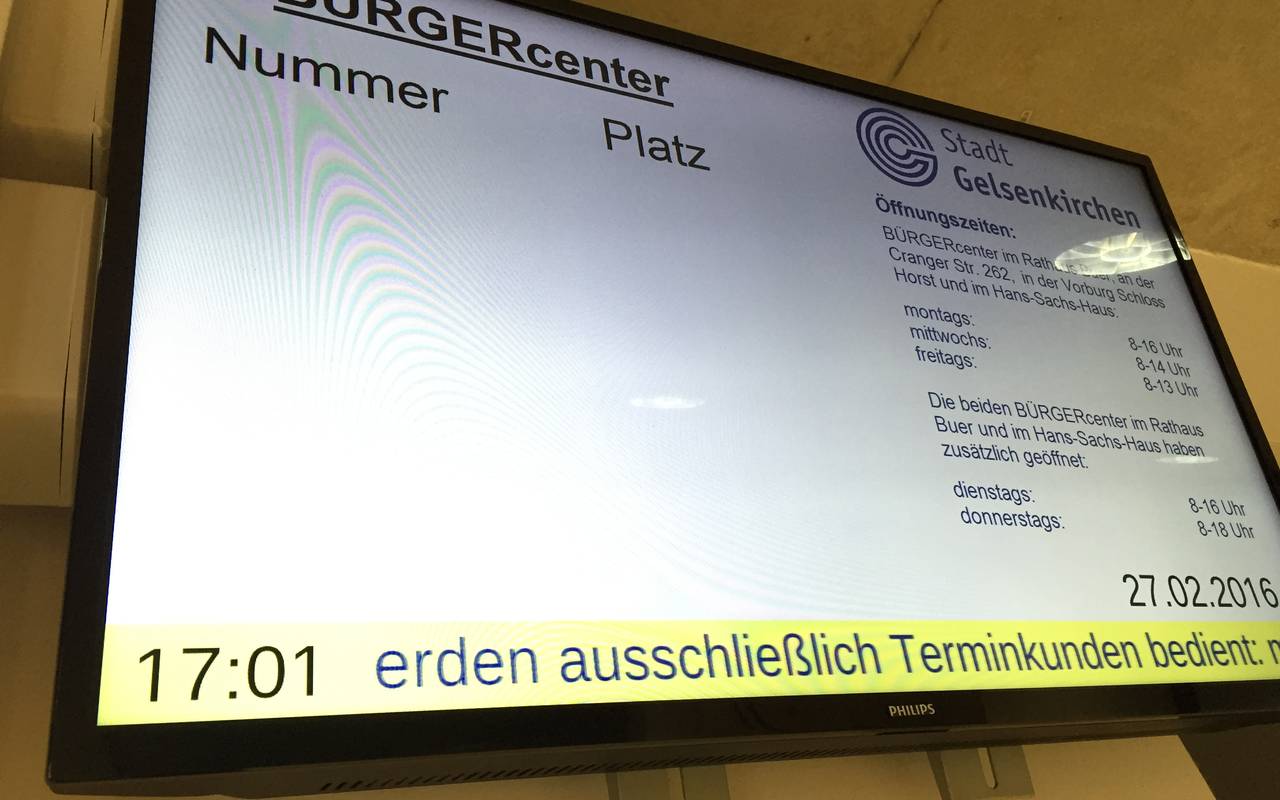 BÜRGERcenter
Nummer
Platz
Stadt
Gelsenkirchen
Öffnungszeiten:
BÜRGERcenter im Rathaus Buer, an der
Cranger Str. 262, in der Vorburg Schloss
Horst und im Hans-Sachs-Haus:
montags: 8-16 Uhr
mittwochs: 8-14 Uhr
freitags: 8-13 Uhr
Die beiden BÜRGERcenter im Rathaus
Buer und im Hans-Sachs-Haus haben
zusätzlich geöffnet:
dienstags: 8-16 Uhr
donnerstags: 8-18 Uhr
27.02.2016
17:01 erden ausschließlich Terminkunden bedient:
PHILIPS